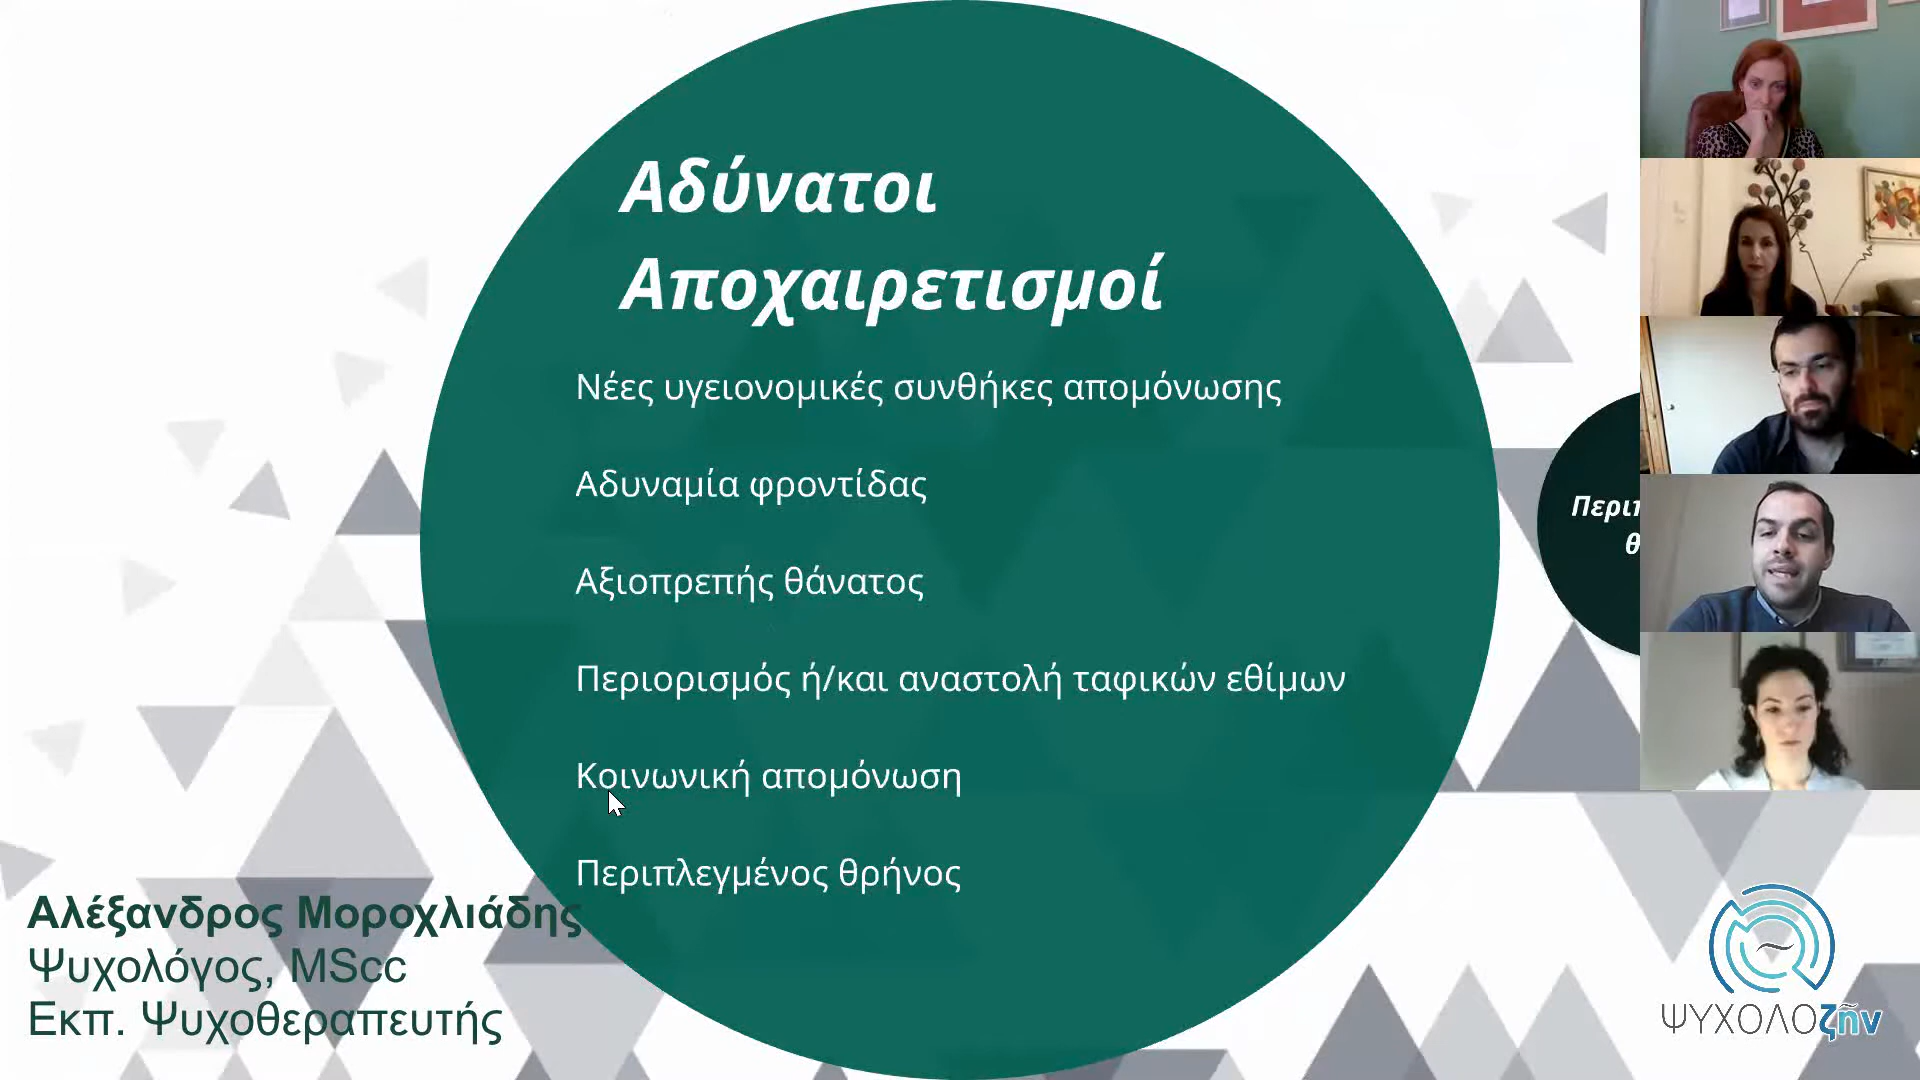 Αδύνατοι
Αποχαιρετισμοί
Νέες υγειονομικές συνθήκες απομόνωσης
Αδυναμία φροντίδας
Αξιοπρεπής θάνατος
Περιορισμός ή/και αναστολή ταφικών εθίμων
Κοινωνική απομόνωση
Περιπλεγμένος θρήνος
Αλέξανδρος Μοροχλιάδης
Ψυχολόγος, MScc
Εκπ. Ψυχοθεραπευτής
ΨΥΧΟΛΟζῆν